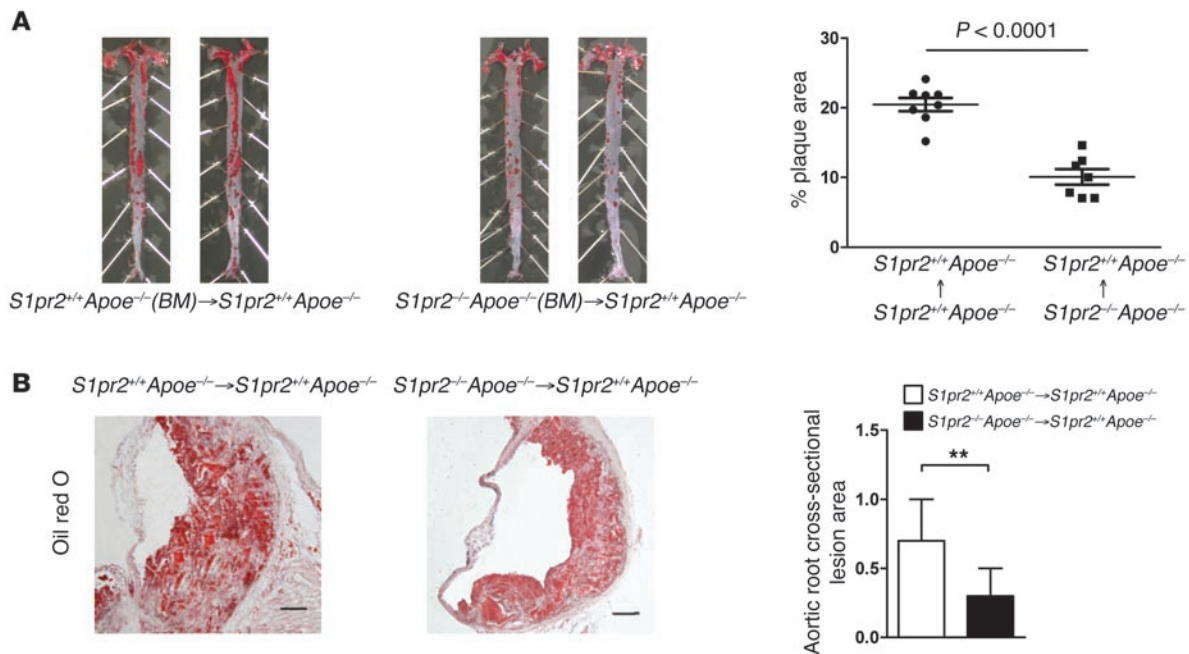 A
S1pr2+/+Apoe–/–(BM)→S1pr2+/+Apoe–/–
S1pr2–/–Apoe–/–(BM)→S1pr2+/+Apoe–/–
P < 0.0001
% plaque area
30
20
10
0
S1pr2+/+Apoe–/– S1pr2+/+Apoe–/–
↑ ↑
S1pr2+/+Apoe–/– S1pr2–/–Apoe–/–
B
S1pr2+/+Apoe–/–→S1pr2+/+Apoe–/–
S1pr2–/–Apoe–/–→S1pr2+/+Apoe–/–
Oil red O
S1pr2+/+Apoe–/–→S1pr2+/+Apoe–/–
S1pr2–/–Apoe–/–→S1pr2+/+Apoe–/–
Aortic root cross-sectional
lesion area
1.5
1.0
0.5
0.0
**